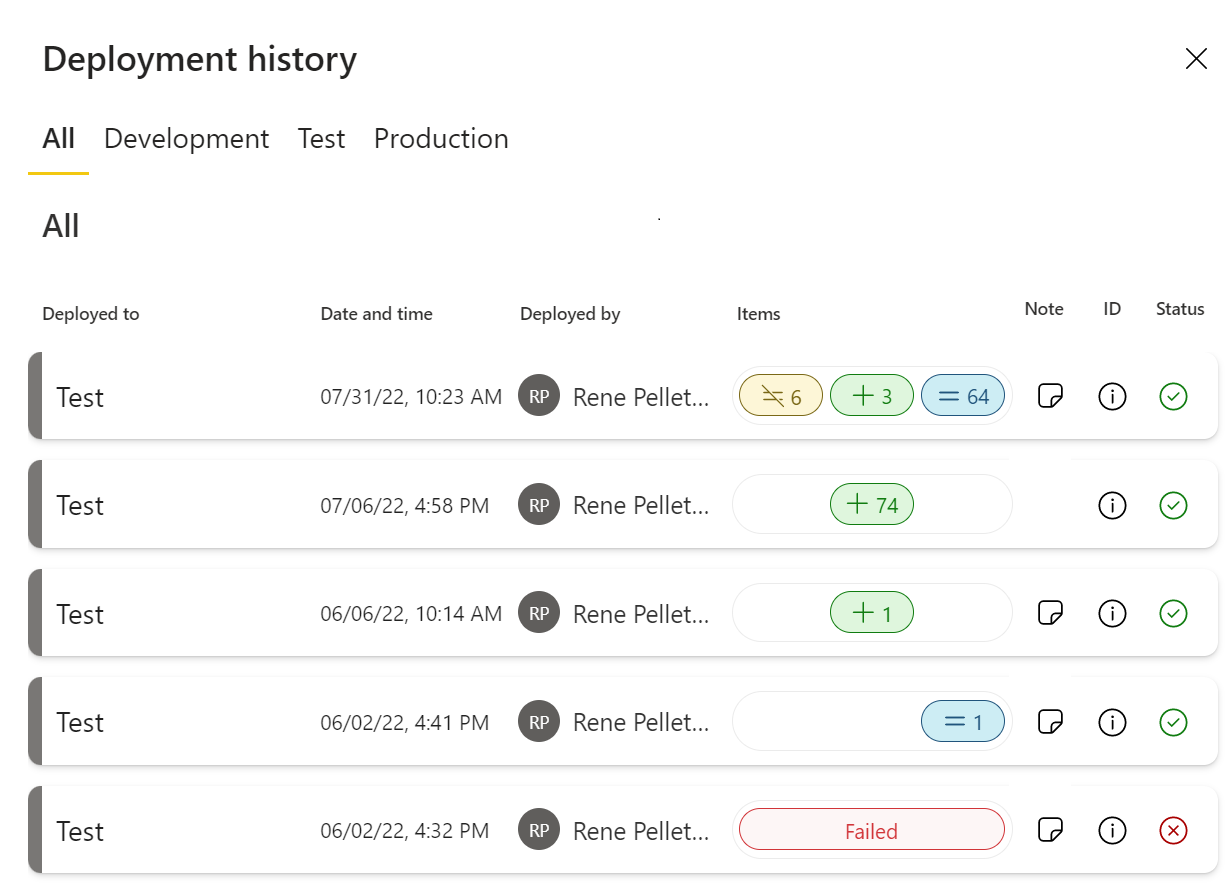 Deployment history
All Development Test Production
All
Deployed to Date and time Deployed by Items Note ID Status
Test 07/31/22, 10:23 AM RP Rene Pellet... 6 + 3 = 64
Test 07/06/22, 4:58 PM RP Rene Pellet... + 74
Test 06/06/22, 10:14 AM RP Rene Pellet... + 1
Test 06/02/22, 4:41 PM RP Rene Pellet... = 1
Test 06/02/22, 4:32 PM RP Rene Pellet... Failed